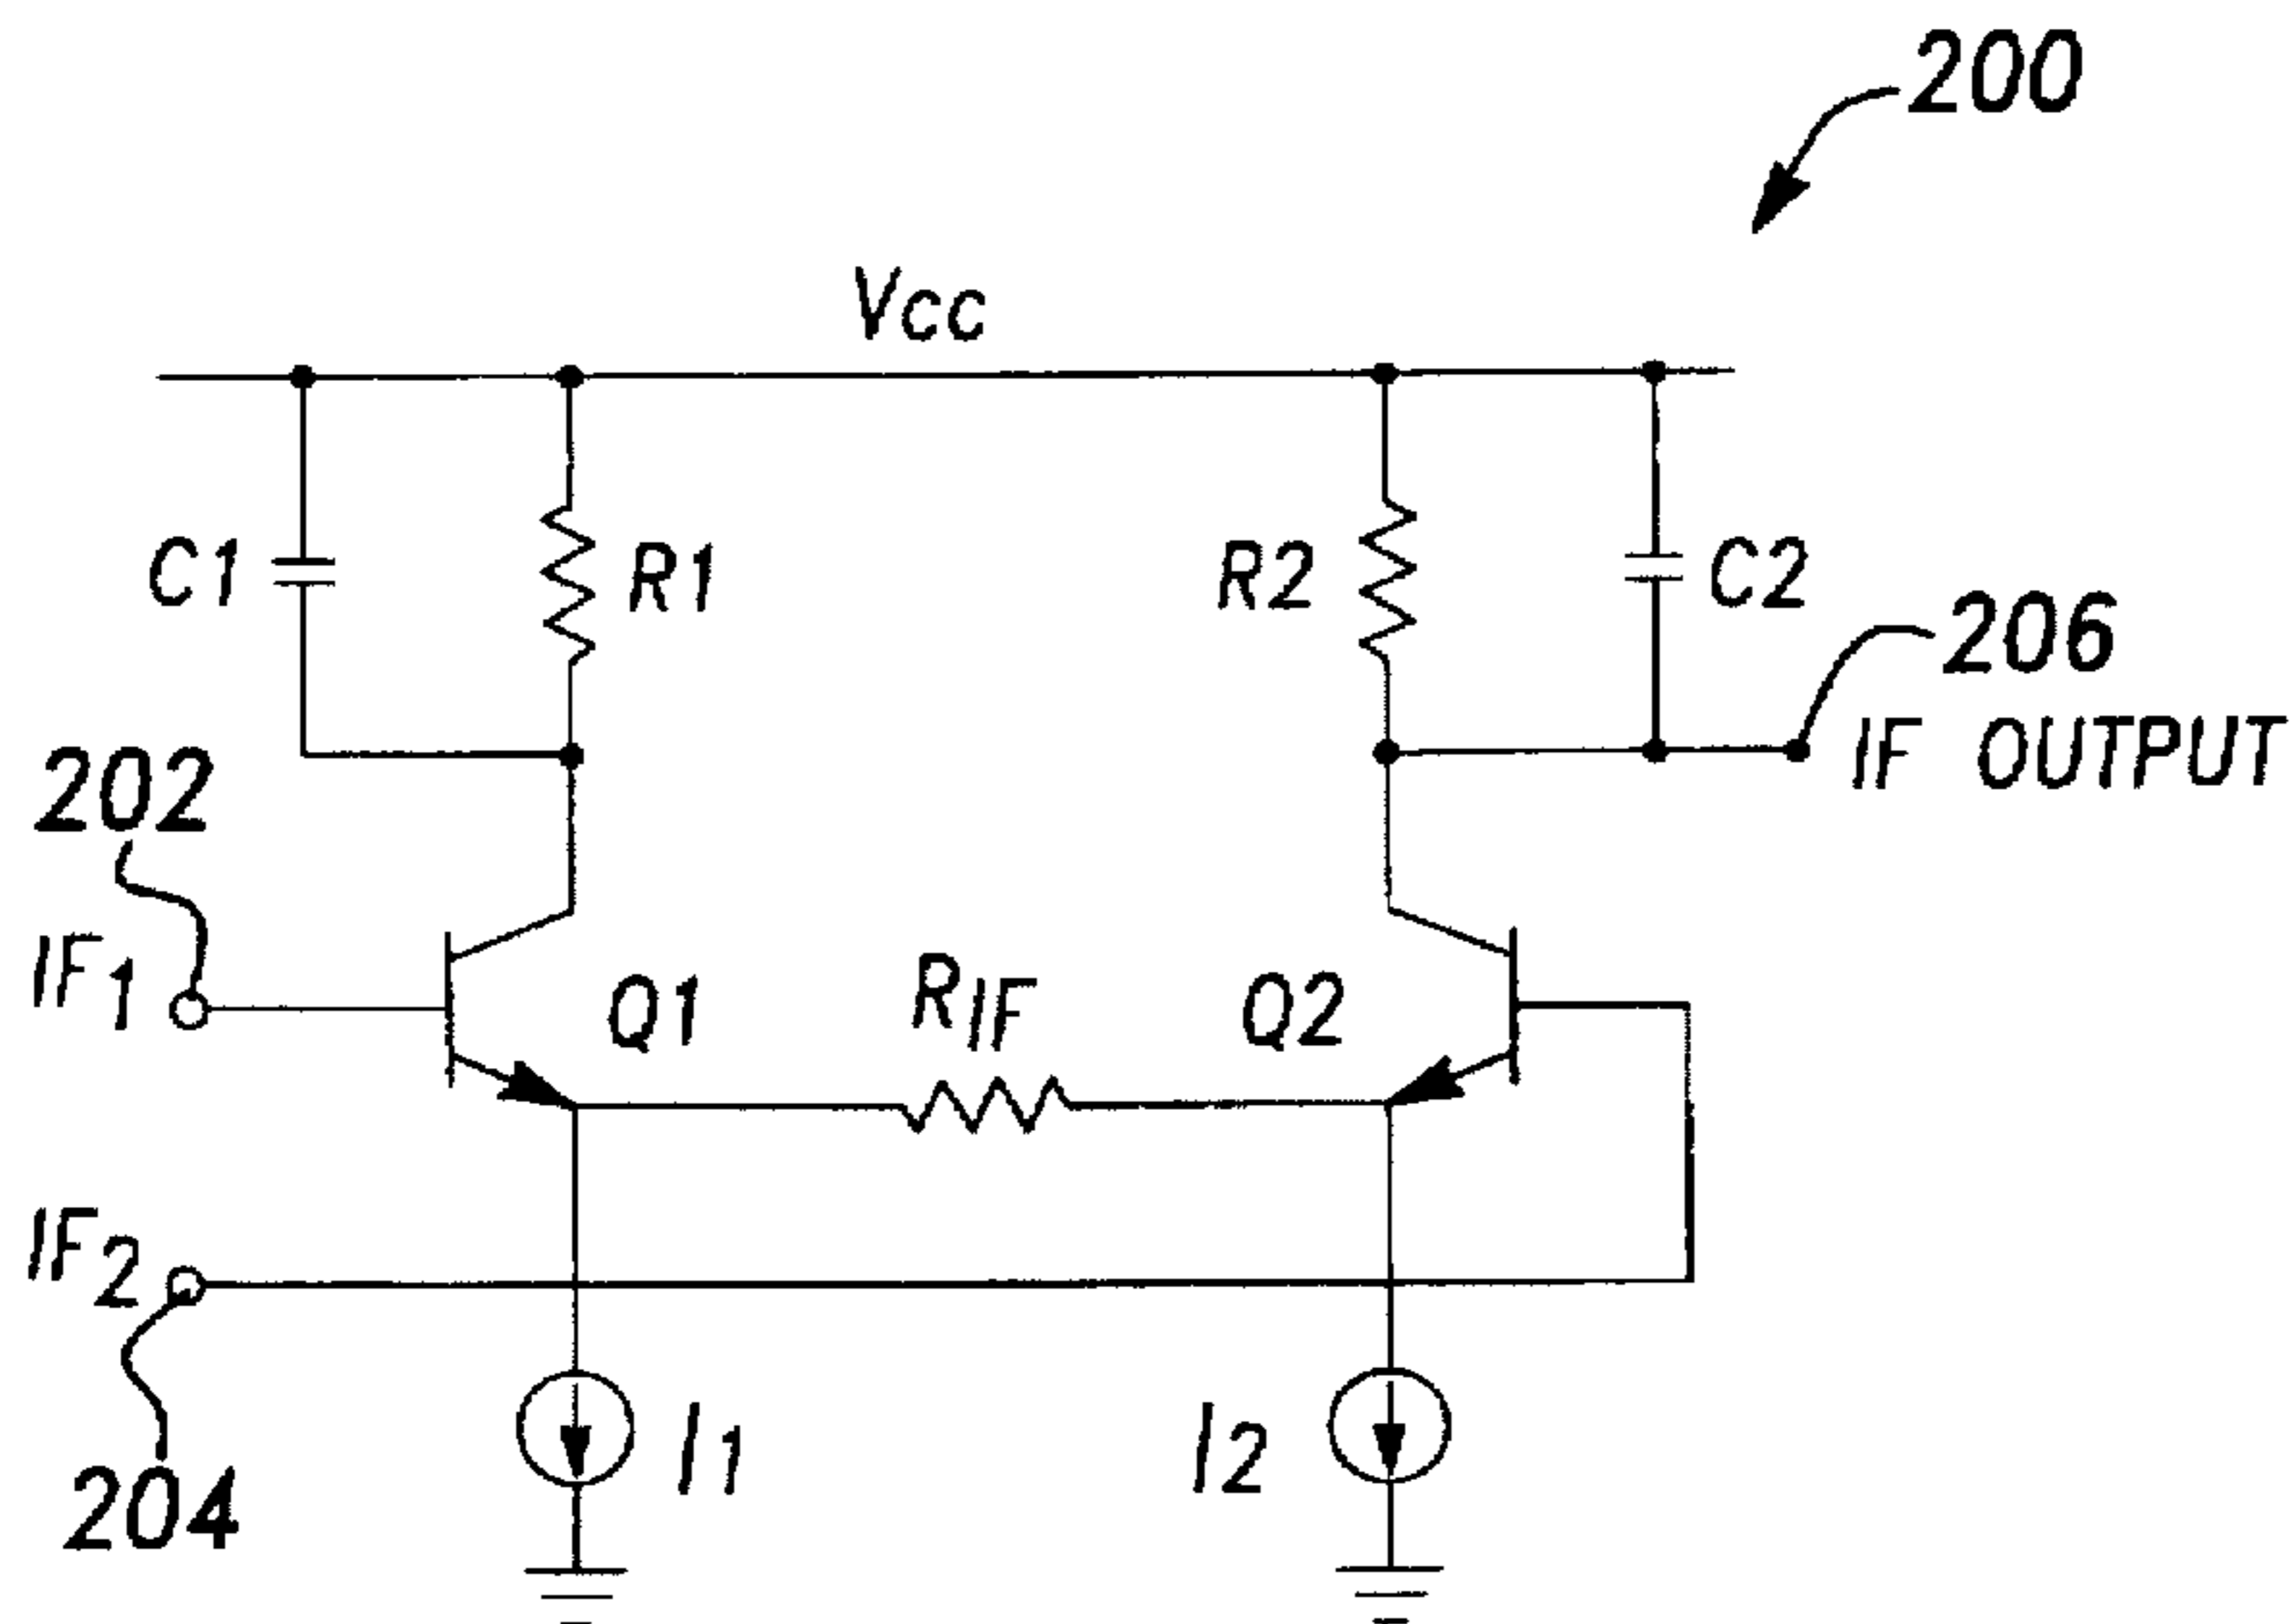 200
Vcc
C1
R1
R2
C2
206
IF OUTPUT
202
IF1
Q1
RIF
Q2
IF2
I1
I2
204